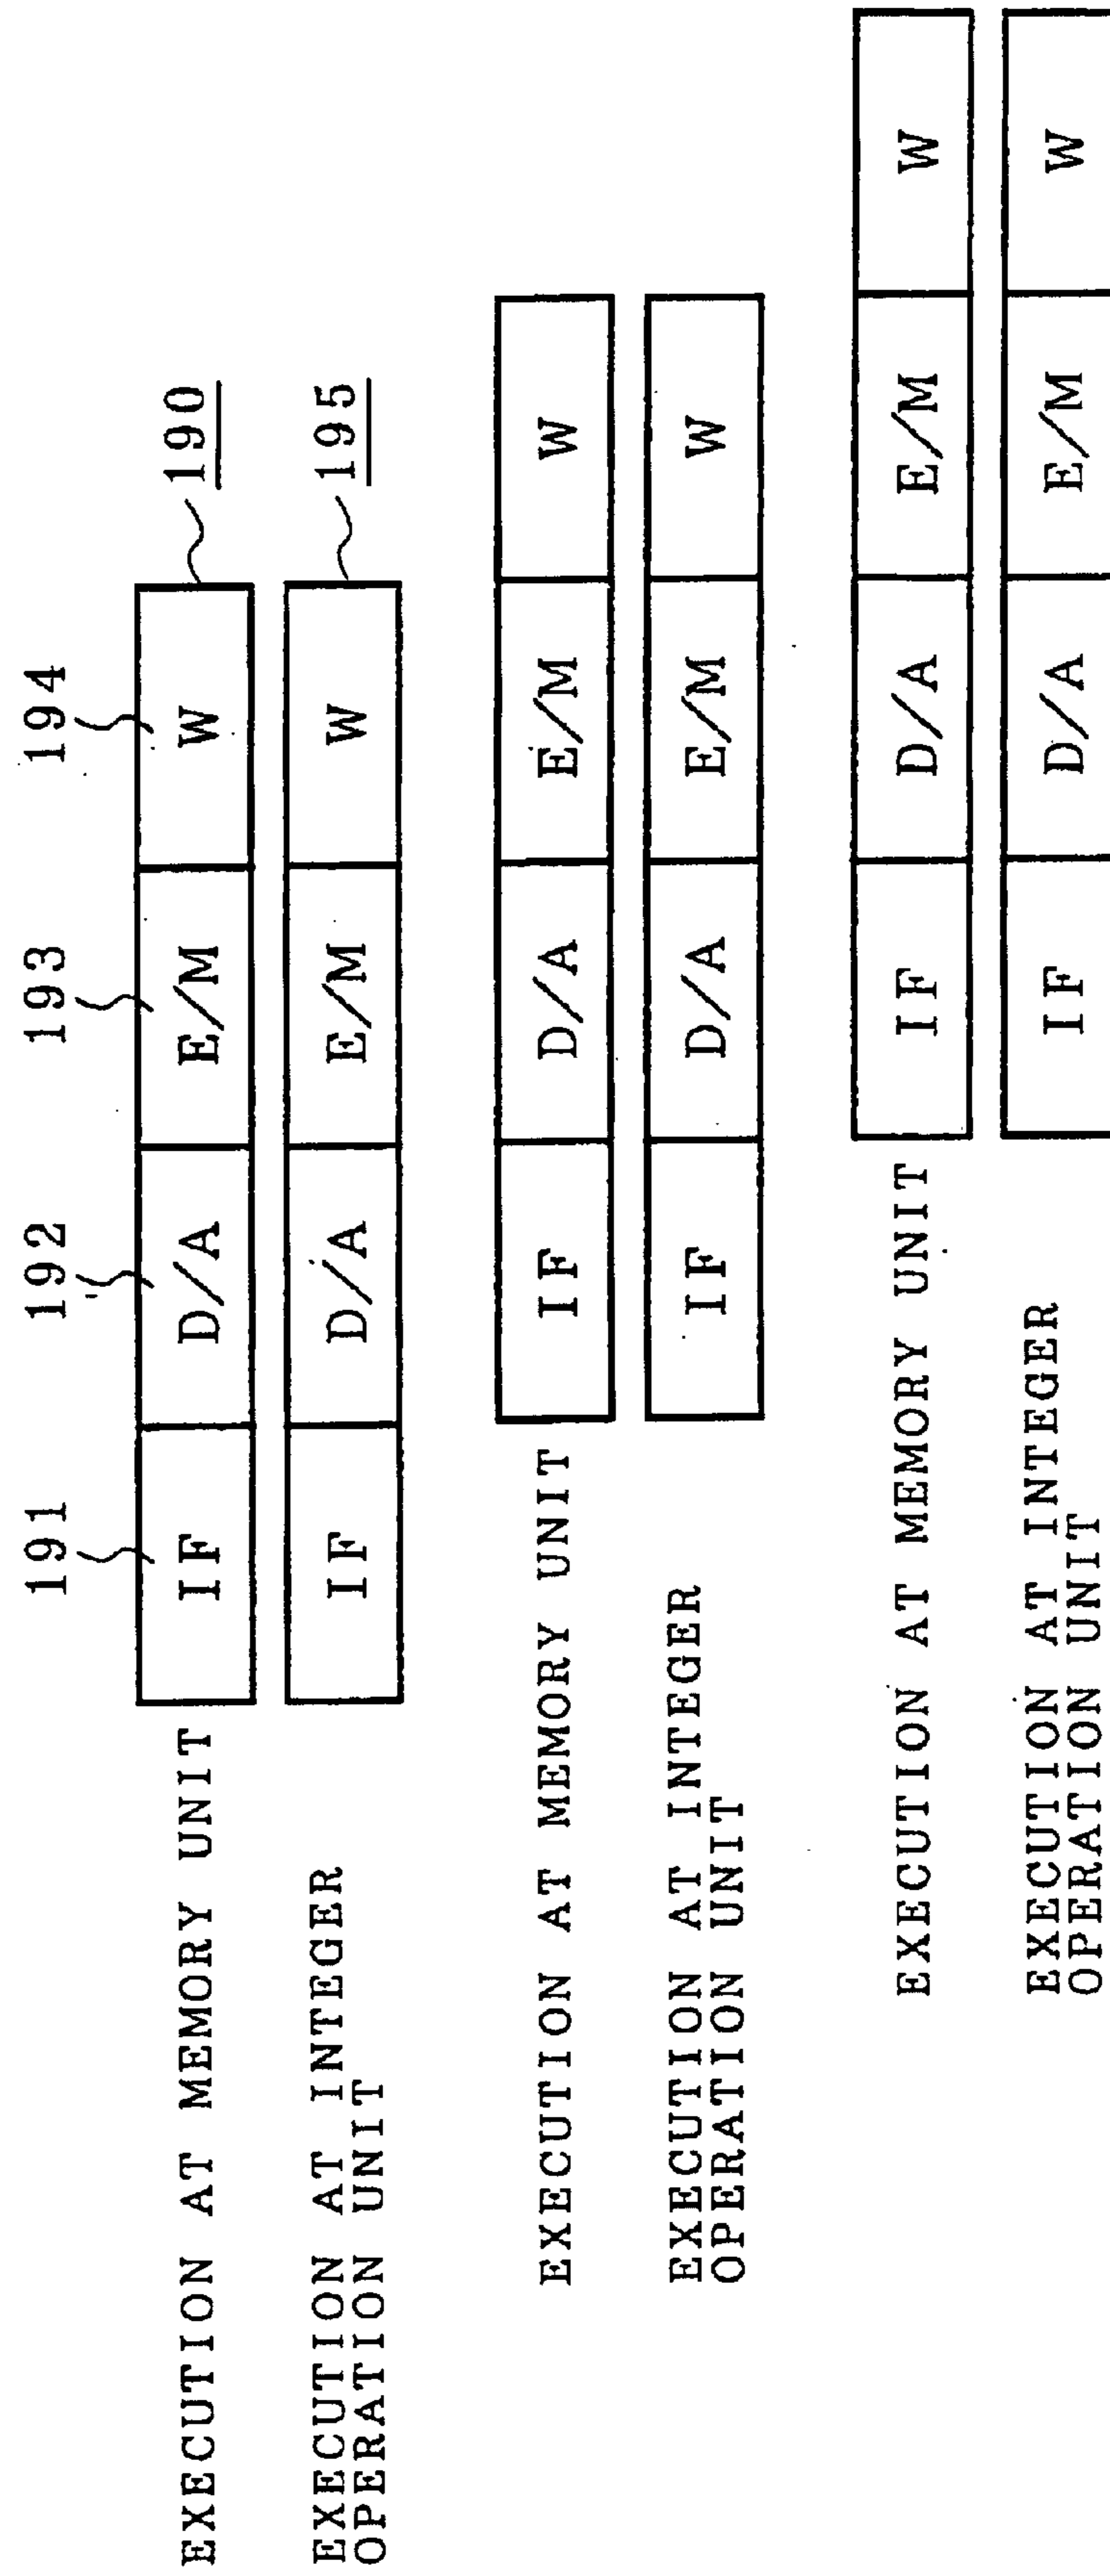 191 192 193 194
EXECUTION AT MEMORY UNIT IF D/A E/M W 190
EXECUTION AT INTEGER
OPERATION UNIT IF D/A E/M W 195
EXECUTION AT MEMORY UNIT IF D/A E/M W
EXECUTION AT INTEGER
OPERATION UNIT IF D/A E/M W
EXECUTION AT MEMORY UNIT IF D/A E/M W
EXECUTION AT INTEGER
OPERATION UNIT IF D/A E/M W